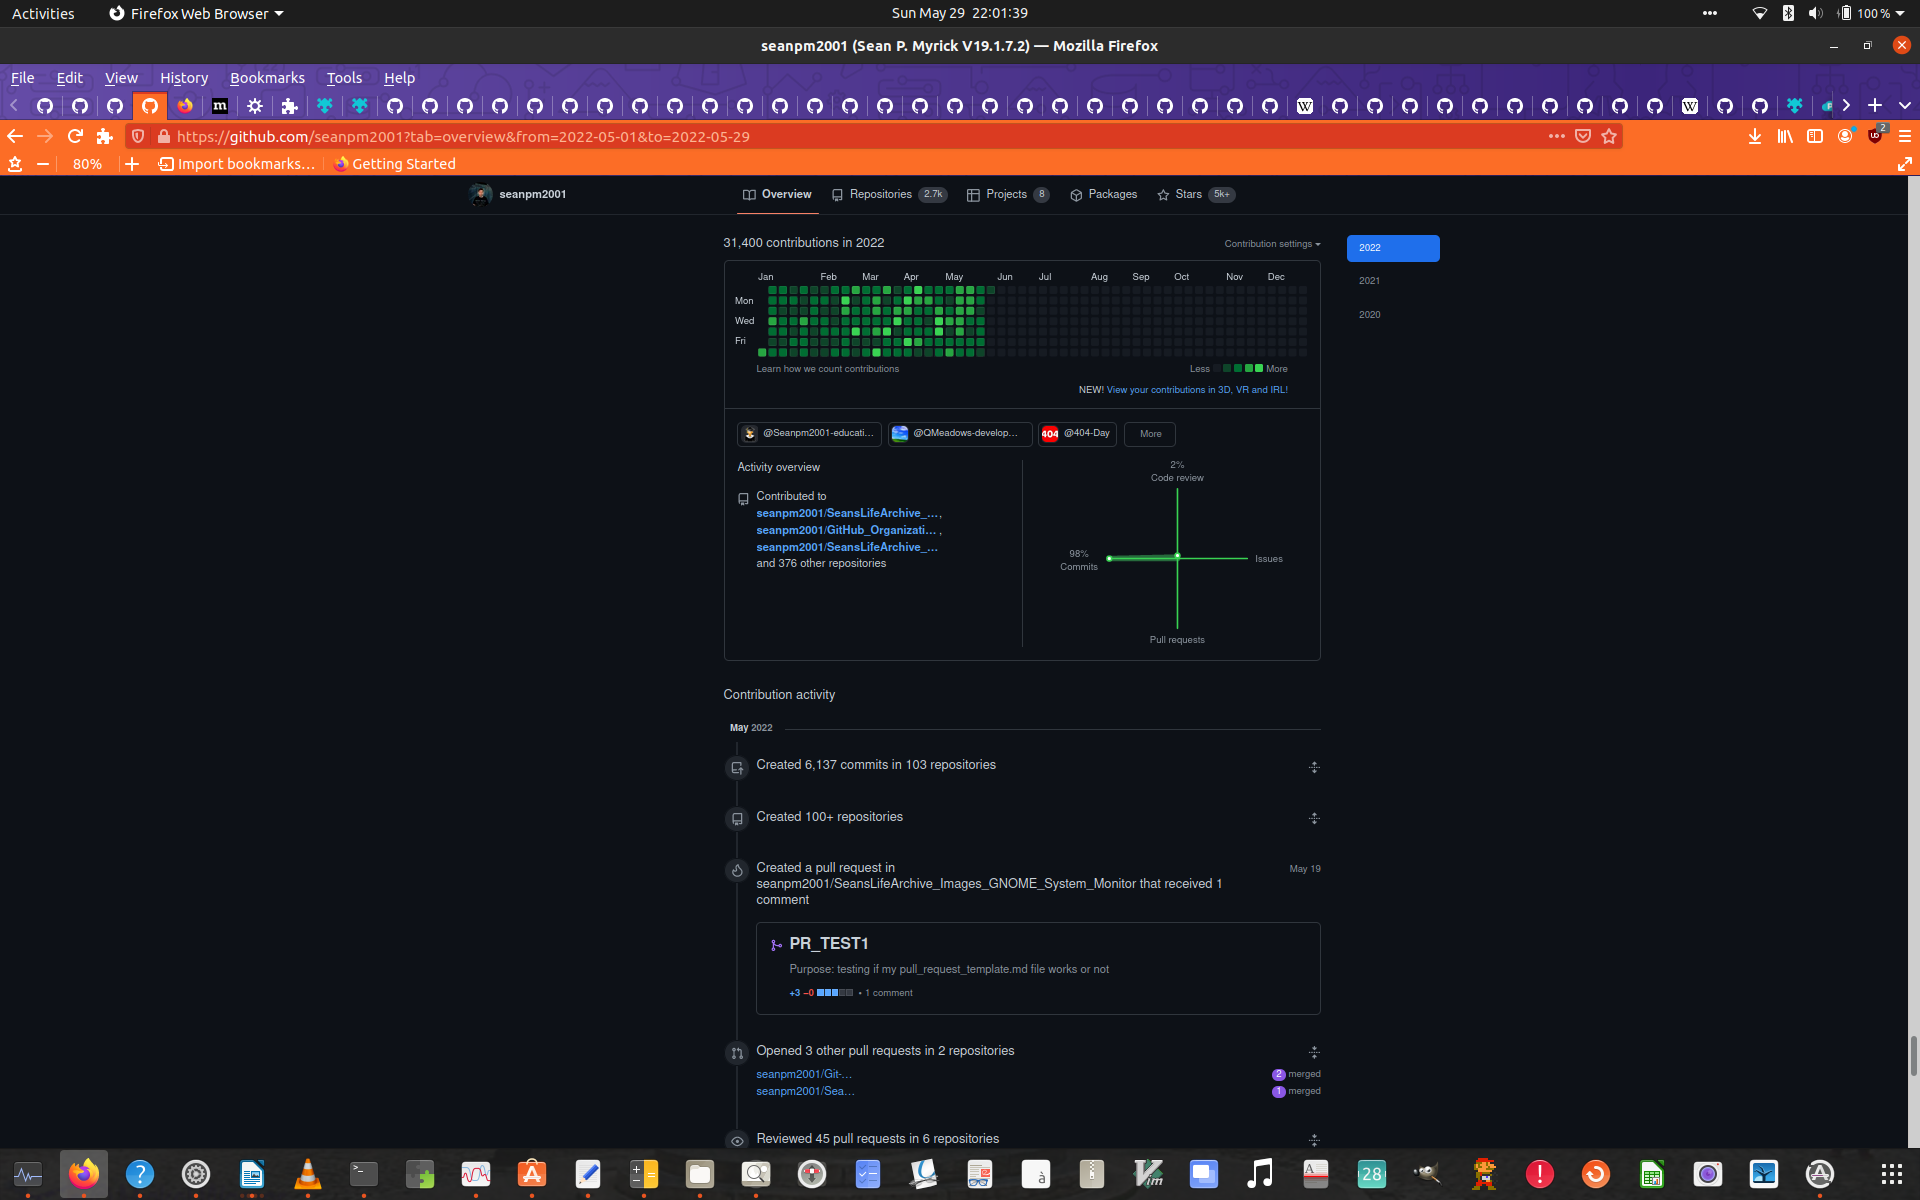 Activities
Firefox Web Browser
Sun May 29 22:01:39
100 %
seanpm2001 (Sean P. Myrick V19.1.7.2) — Mozilla Firefox
File Edit View History Bookmarks Tools Help
https://github.com/seanpm2001?tab=overview&from=2022-05-01&to=2022-05-29
2
80%
Import bookmarks...
Getting Started
seanpm2001
Overview
Repositories 2.7k
Projects 8
Packages
Stars 5k+
31,400 contributions in 2022
Contribution settings
2022
2021
2020
Jan Feb Mar Apr May Jun Jul Aug Sep Oct Nov Dec
Mon
Wed
Fri
Learn how we count contributions
Less More
NEW! View your contributions in 3D, VR and IRL!
@Seanpm2001-educati...
@QMeadows-develop...
404 @404-Day
More
Activity overview
Contributed to
seanpm2001/SeansLifeArchive_... ,
seanpm2001/GitHub_Organizati... ,
seanpm2001/SeansLifeArchive_...
and 376 other repositories
2%
Code review
98%
Commits
Issues
Pull requests
Contribution activity
May 2022
Created 6,137 commits in 103 repositories
Created 100+ repositories
Created a pull request in
seanpm2001/SeansLifeArchive_Images_GNOME_System_Monitor that received 1
comment
May 19
PR_TEST1
Purpose: testing if my pull_request_template.md file works or not
+3 −0 • 1 comment
Opened 3 other pull requests in 2 repositories
seanpm2001/Git-... 2 merged
seanpm2001/Sea... 1 merged
Reviewed 45 pull requests in 6 repositories
28